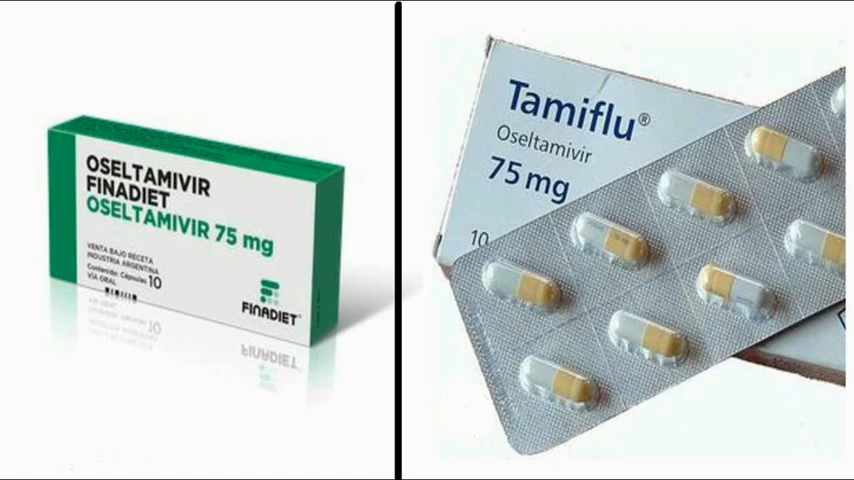 OSELTAMIVIR
FINADIET
OSELTAMIVIR 75 mg
VENTA BAJO RECETA
INDUSTRIA ARGENTINA
Contenido: Cápsulas 10
VÍA ORAL
FINADIET
Tamiflu®
Oseltamivir
75 mg
10